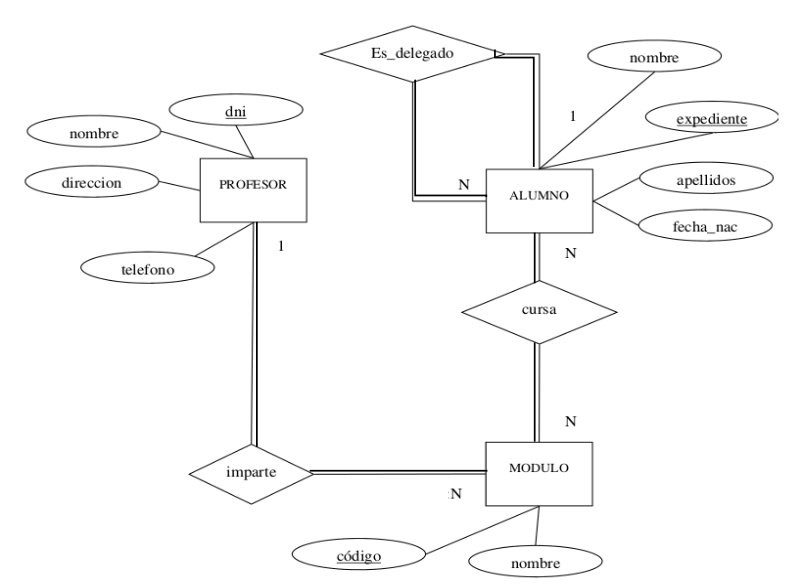 Es_delegado
nombre
1
expediente
dni
nombre
PROFESOR
direccion
N
ALUMNO
apellidos
fecha_nac
1
N
telefono
cursa
N
imparte
MODULO
N
código
nombre